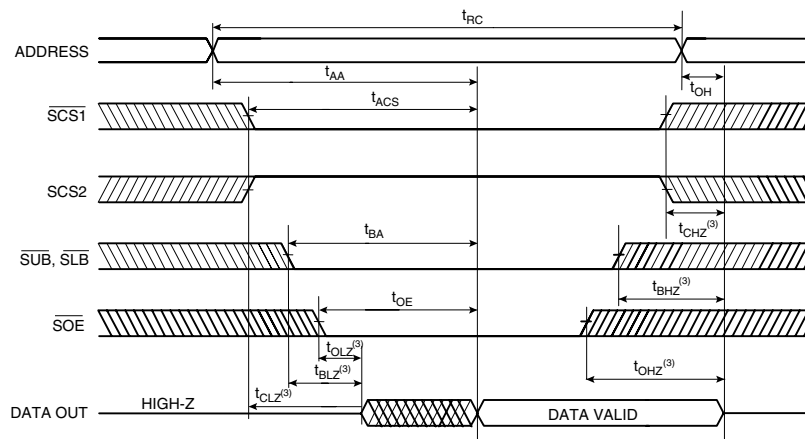 tRC
ADDRESS
tAA
tOH
tACS
SCS1
SCS2
tCHZ(3)
tBA
SUB, SLB
tBHZ(3)
tOE
SOE
tOLZ(3)
tBLZ(3)
tOHZ(3)
tCLZ(3)
HIGH-Z
DATA OUT
DATA VALID